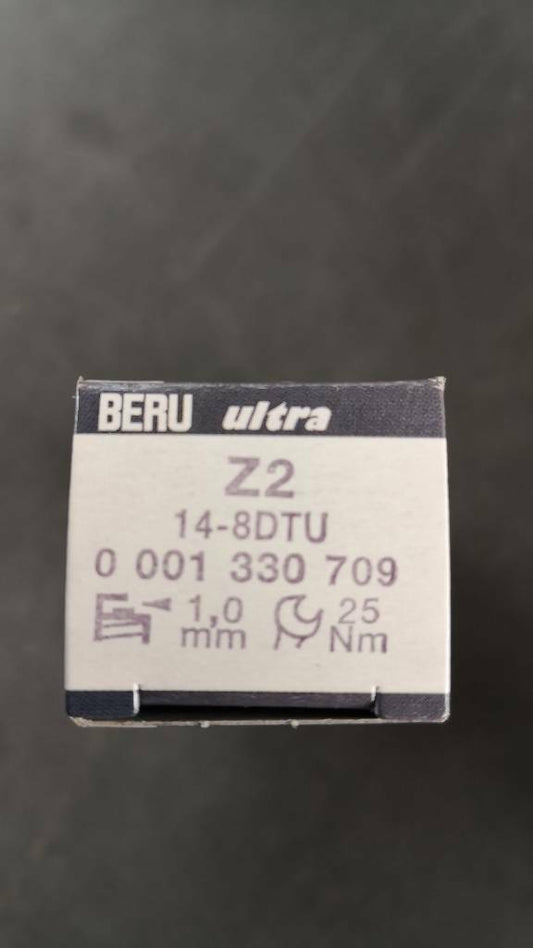 BERU ultra
Z2
14-8DTU
0 001 330 709
1,0 mm 25 Nm